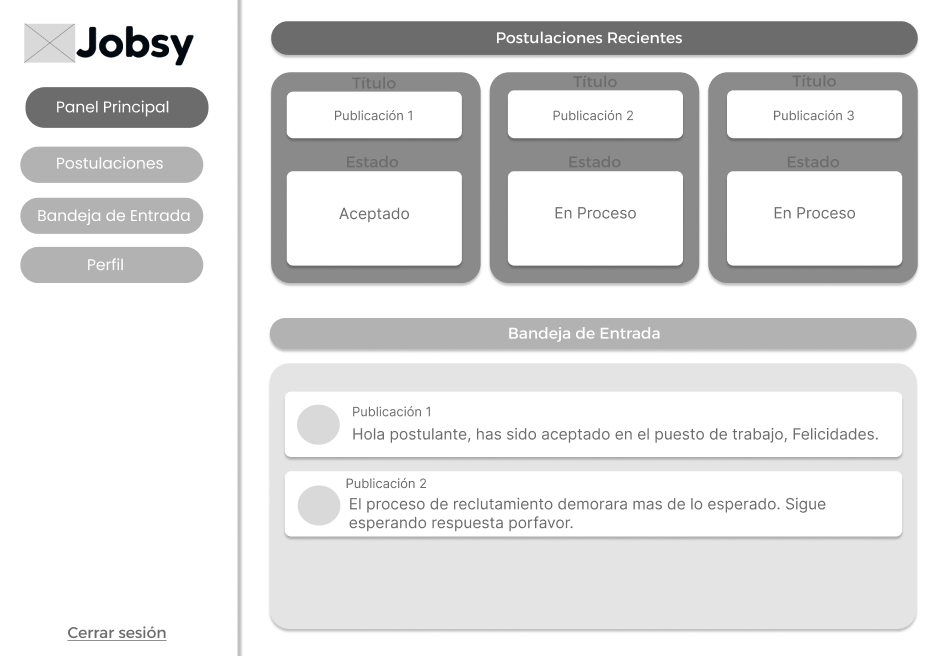 Jobsy
Panel Principal
Postulaciones
Bandeja de Entrada
Perfil
Cerrar sesión
Postulaciones Recientes
Título
Publicación 1
Estado
Aceptado
Título
Publicación 2
Estado
En Proceso
Título
Publicación 3
Estado
En Proceso
Bandeja de Entrada
Publicación 1
Hola postulante, has sido aceptado en el puesto de trabajo, Felicidades.
Publicación 2
El proceso de reclutamiento demorara mas de lo esperado. Sigue
esperando respuesta porfavor.